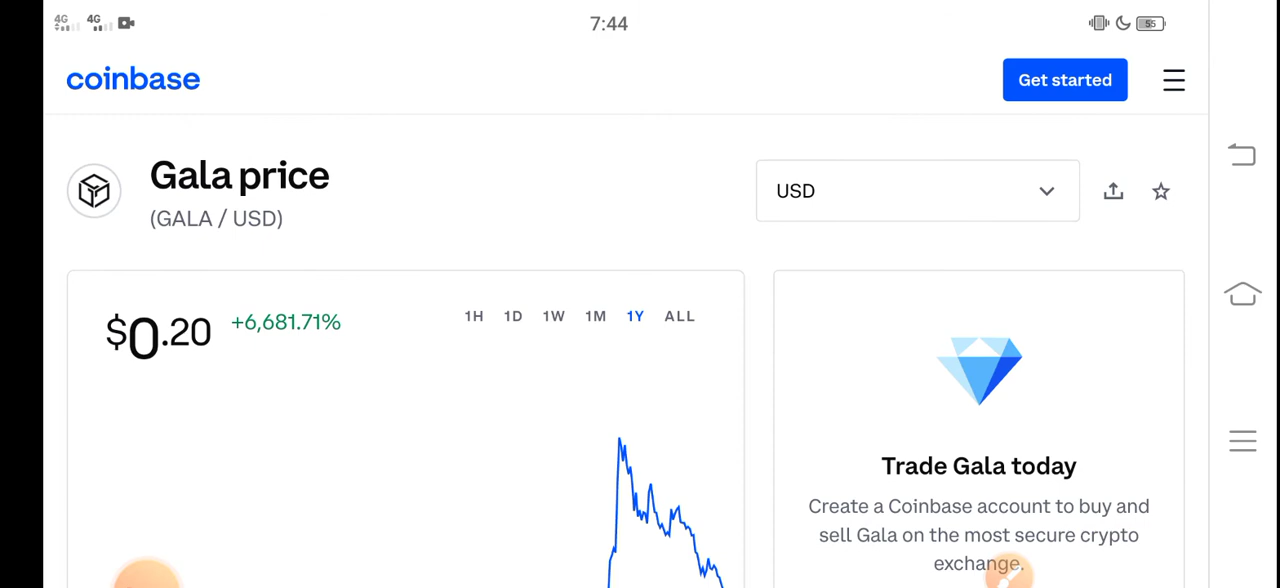 4G 4G 7:44 55
coinbase Get started
Gala price
(GALA / USD)
USD
$0.20 +6,681.71% 1H 1D 1W 1M 1Y ALL
Trade Gala today
Create a Coinbase account to buy and
sell Gala on the most secure crypto
exchange.